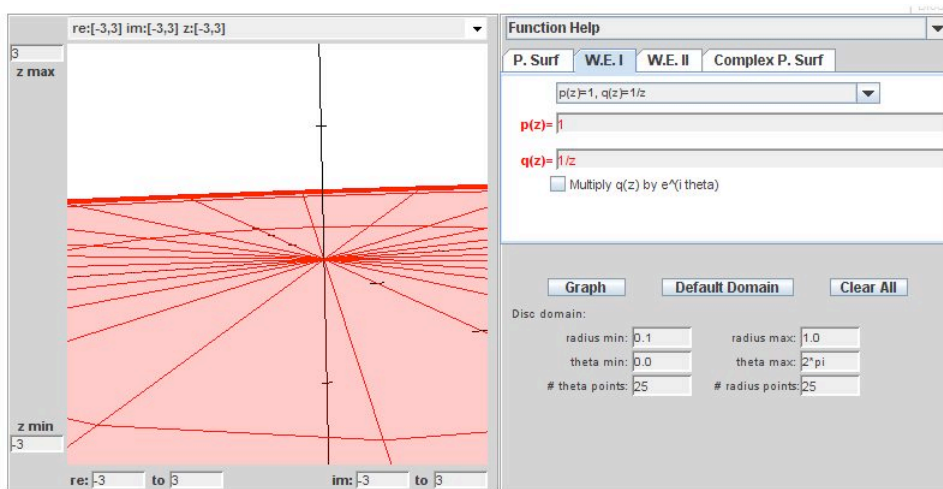 re:[-3,3] im:[-3,3] z:[-3,3]
3
z max
z min
-3
re: -3 to 3 im: -3 to 3
Function Help
P. Surf W.E. I W.E. II Complex P. Surf
p(z)=1, q(z)=1/z
p(z)= 1
q(z)= 1/z
Multiply q(z) by e^(i theta)
Graph Default Domain Clear All
Disc domain:
radius min: 0.1 radius max: 1.0
theta min: 0.0 theta max: 2*pi
# theta points: 25 # radius points: 25